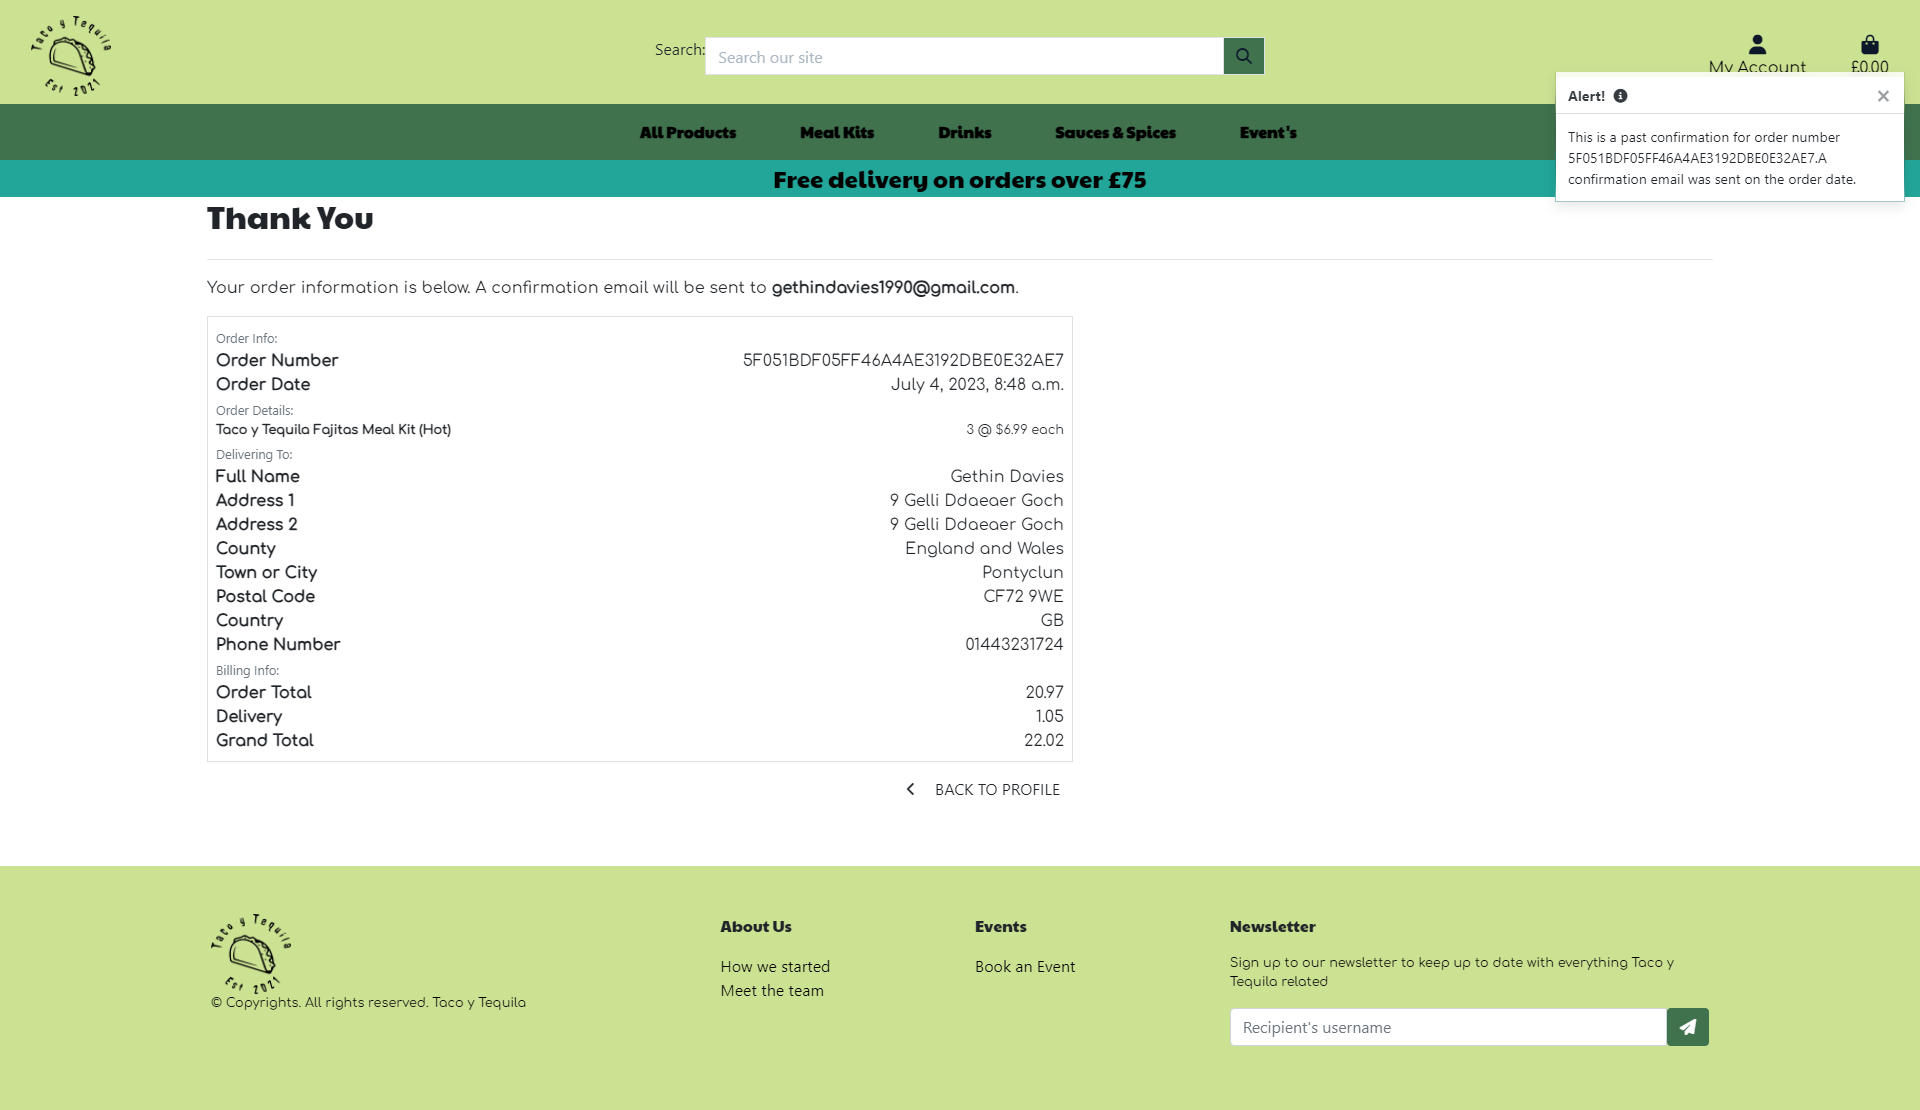 Taco y Tequila
Est 2021
Search:
Search our site
My Account
£0.00
All Products
Meal Kits
Drinks
Sauces & Spices
Event's
Free delivery on orders over £75
Alert!
×
This is a past confirmation for order number
5F051BDF05FF46A4AE3192DBE0E32AE7.A
confirmation email was sent on the order date.
Thank You
Your order information is below. A confirmation email will be sent to gethindavies1990@gmail.com.
Order Info:
Order Number 5F051BDF05FF46A4AE3192DBE0E32AE7
Order Date July 4, 2023, 8:48 a.m.
Order Details:
Taco y Tequila Fajitas Meal Kit (Hot) 3 @ $6.99 each
Delivering To:
Full Name Gethin Davies
Address 1 9 Gelli Ddaeaer Goch
Address 2 9 Gelli Ddaeaer Goch
County England and Wales
Town or City Pontyclun
Postal Code CF72 9WE
Country GB
Phone Number 01443231724
Billing Info:
Order Total 20.97
Delivery 1.05
Grand Total 22.02
BACK TO PROFILE
Taco y Tequila
Est 2021
© Copyrights. All rights reserved. Taco y Tequila
About Us
How we started
Meet the team
Events
Book an Event
Newsletter
Sign up to our newsletter to keep up to date with everything Taco y
Tequila related
Recipient's username